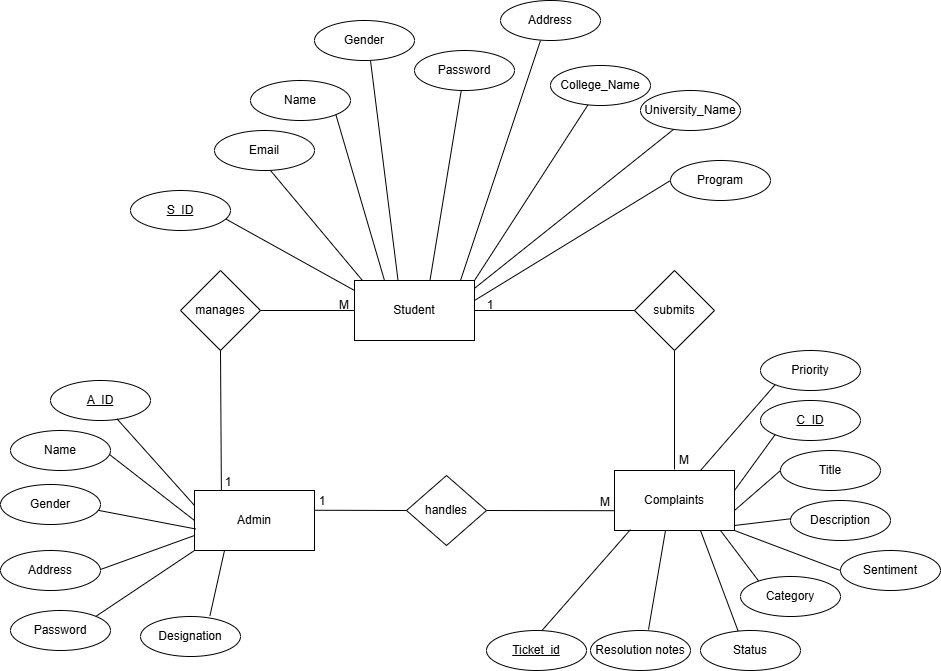 Address
Gender
Password
College_Name
Name
University_Name
Email
Program
S_ID
manages
M
Student
1
submits
Priority
A_ID
C_ID
Name
M
Title
1
Gender
1
handles
M
Complaints
Admin
Description
Address
Sentiment
Category
Password
Designation
Ticket_id
Resolution notes
Status